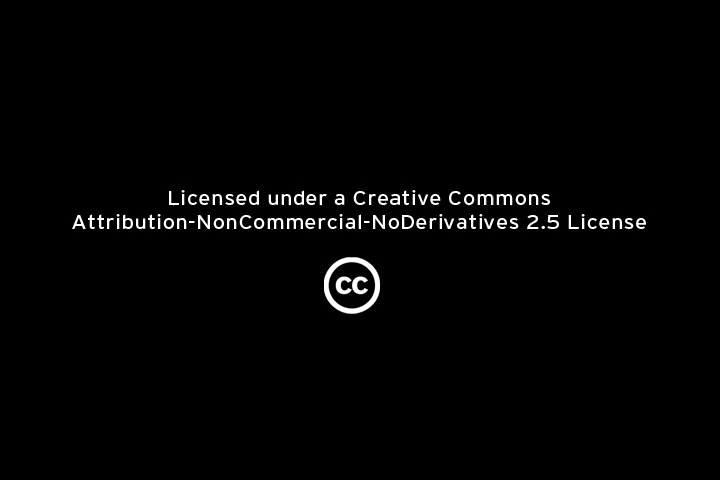 Licensed under a Creative Commons
Attribution-NonCommercial-NoDerivatives 2.5 License
cc